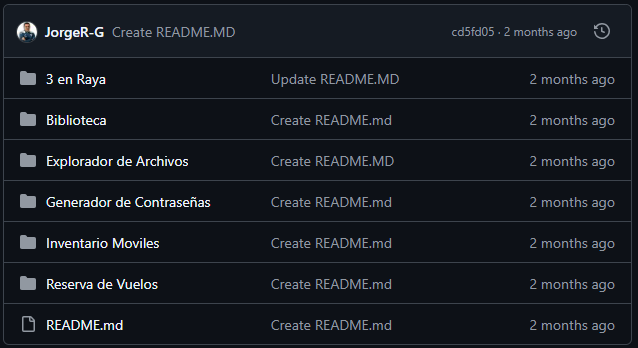 JorgeR-G Create README.MD cd5fd05 · 2 months ago
3 en Raya Update README.MD 2 months ago
Biblioteca Create README.md 2 months ago
Explorador de Archivos Create README.MD 2 months ago
Generador de Contraseñas Create README.md 2 months ago
Inventario Moviles Create README.md 2 months ago
Reserva de Vuelos Create README.md 2 months ago
README.md Create README.md 2 months ago